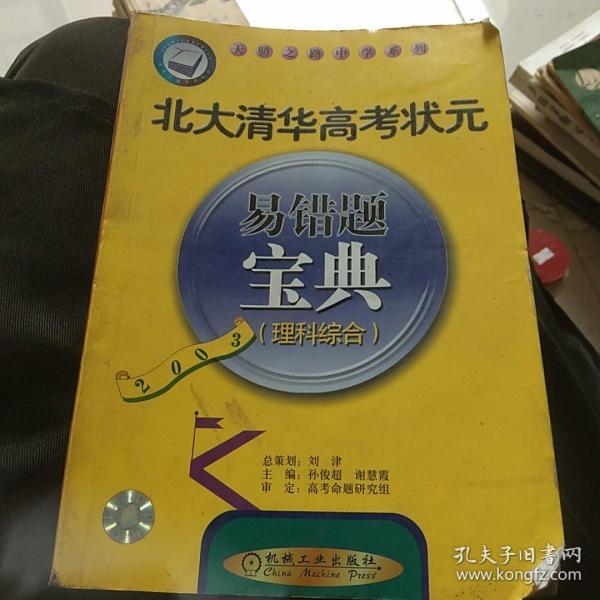 天骄之路中学系列
北大清华高考状元
易错题
宝典
(理科综合)
2003
总策划：刘 津
主 编：孙俊超 谢慧霞
审 定：高考命题研究组
机械工业出版社
China Machine Press
孔夫子旧书网
www.kongfz.com